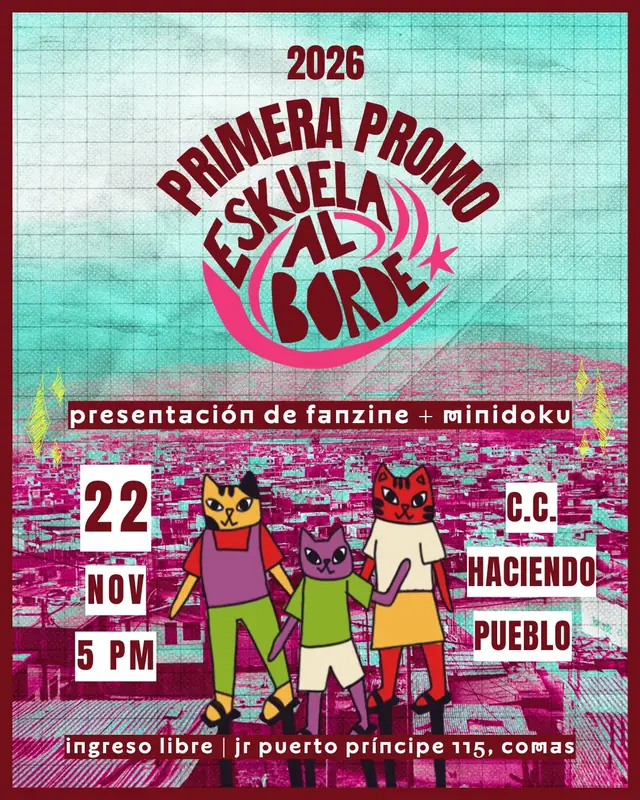 2026
PRIMERA PROMO
ESKUELA
AL
BORDE
presentación de fanzine + minidoku
22
NOV
5 PM
C.C.
HACIENDO
PUEBLO
ingreso libre | jr puerto príncipe 115, comas